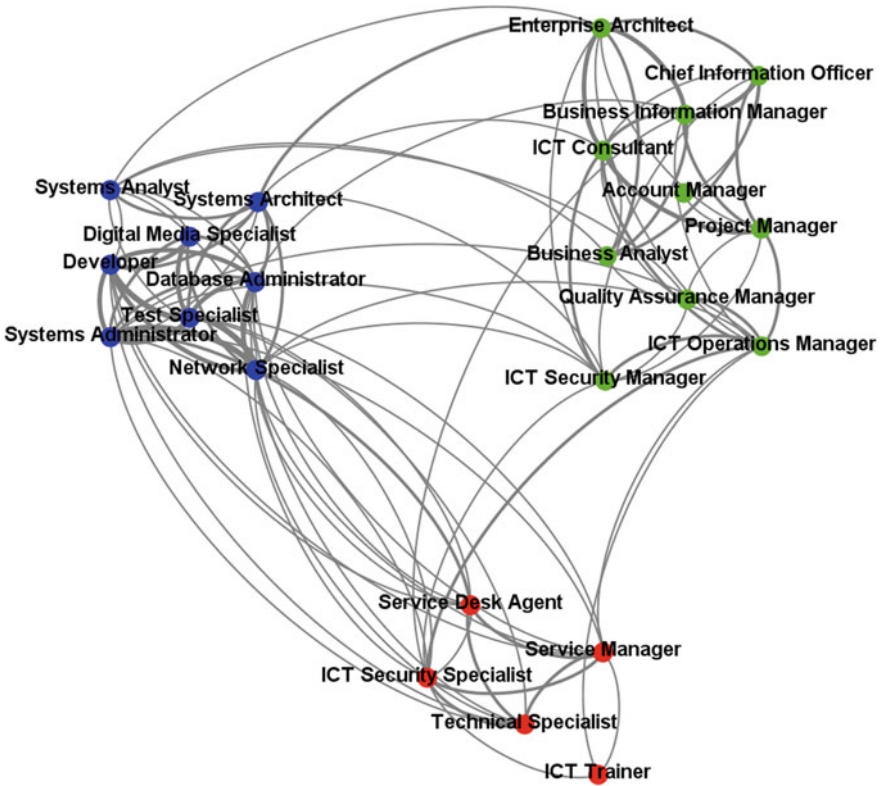 Enterprise Architect
Chief Information Officer
Business Information Manager
ICT Consultant
Systems Analyst
Account Manager
Systems Architect
Project Manager
Digital Media Specialist
Business Analyst
Developer
Database Administrator
Quality Assurance Manager
Test Specialist
Systems Administrator
ICT Operations Manager
Network Specialist
ICT Security Manager
Service Desk Agent
Service Manager
ICT Security Specialist
Technical Specialist
ICT Trainer